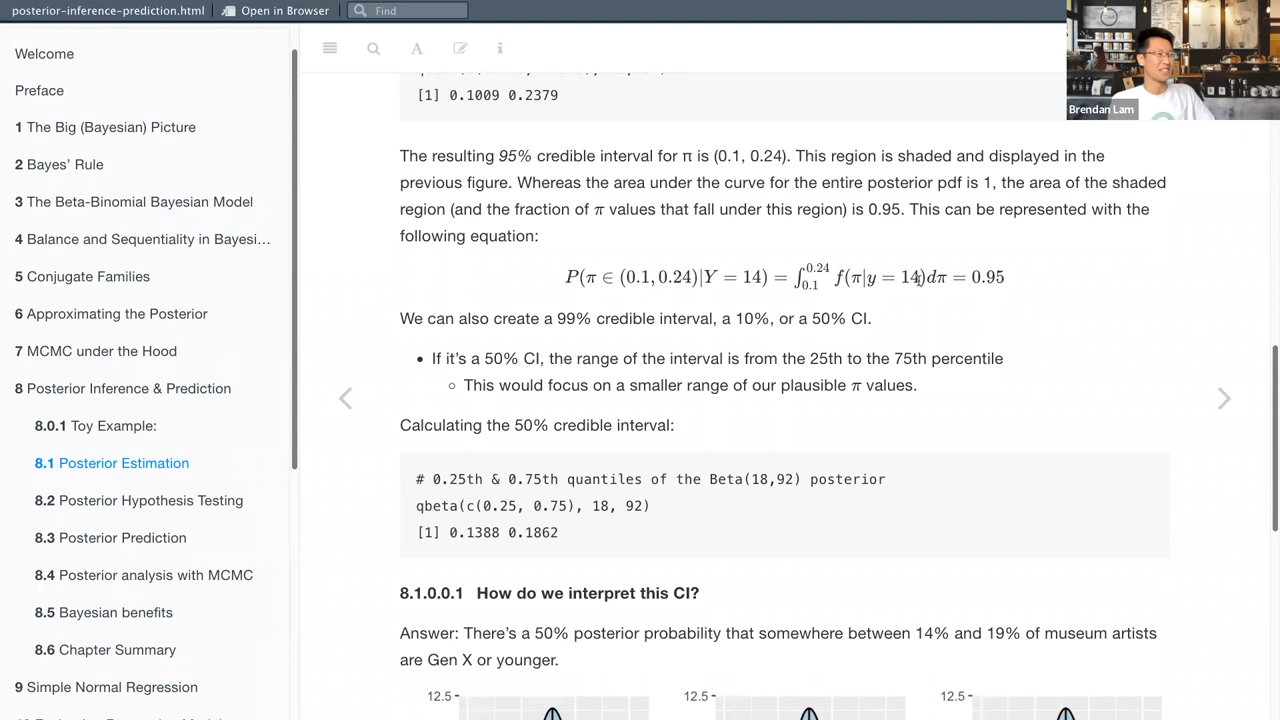 posterior-inference-prediction.html
Open in Browser
Find
Welcome
Preface
1 The Big (Bayesian) Picture
2 Bayes' Rule
3 The Beta-Binomial Bayesian Model
4 Balance and Sequentiality in Bayesi…
5 Conjugate Families
6 Approximating the Posterior
7 MCMC under the Hood
8 Posterior Inference & Prediction
8.0.1 Toy Example:
8.1 Posterior Estimation
8.2 Posterior Hypothesis Testing
8.3 Posterior Prediction
8.4 Posterior analysis with MCMC
8.5 Bayesian benefits
8.6 Chapter Summary
9 Simple Normal Regression
[1] 0.1009 0.2379
The resulting 95% credible interval for π is (0.1, 0.24). This region is shaded and displayed in the
previous figure. Whereas the area under the curve for the entire posterior pdf is 1, the area of the shaded
region (and the fraction of π values that fall under this region) is 0.95. This can be represented with the
following equation:
P(π ∈ (0.1, 0.24)|Y = 14) = ∫_{0.1}^{0.24} f(π|y = 14)dπ = 0.95
We can also create a 99% credible interval, a 10%, or a 50% CI.
• If it's a 50% CI, the range of the interval is from the 25th to the 75th percentile
○ This would focus on a smaller range of our plausible π values.
Calculating the 50% credible interval:
# 0.25th & 0.75th quantiles of the Beta(18,92) posterior
qbeta(c(0.25, 0.75), 18, 92)
[1] 0.1388 0.1862
8.1.0.0.1 How do we interpret this CI?
Answer: There's a 50% posterior probability that somewhere between 14% and 19% of museum artists
are Gen X or younger.
12.5 12.5 12.5
Brendan Lam